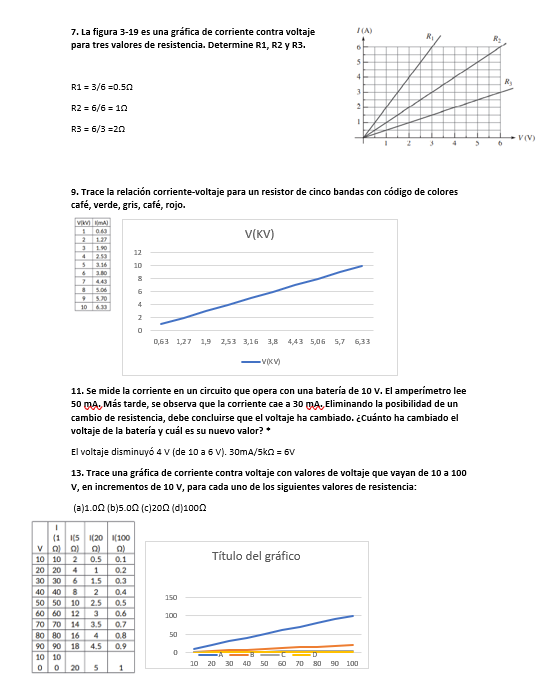 7. La figura 3-19 es una gráfica de corriente contra voltaje
para tres valores de resistencia. Determine R1, R2 y R3.
R1 = 3/6 =0.5Ω
R2 = 6/6 = 1Ω
R3 = 6/3 =2Ω
I (A)
R₁
R₂
R₃
6
5
4
3
2
1
1 2 3 4 5 6
V (V)
9. Trace la relación corriente-voltaje para un resistor de cinco bandas con código de colores
café, verde, gris, café, rojo.
V(kV) I(mA)
1 0.63
2 1.27
3 1.90
4 2.53
5 3.16
6 3.80
7 4.43
8 5.06
9 5.70
10 6.33
V(KV)
12
10
8
6
4
2
0
0,63 1,27 1,9 2,53 3,16 3,8 4,43 5,06 5,7 6,33
V(KV)
11. Se mide la corriente en un circuito que opera con una batería de 10 V. El amperímetro lee
50 mA. Más tarde, se observa que la corriente cae a 30 mA. Eliminando la posibilidad de un
cambio de resistencia, debe concluirse que el voltaje ha cambiado. ¿Cuánto ha cambiado el
voltaje de la batería y cuál es su nuevo valor? *
El voltaje disminuyó 4 V (de 10 a 6 V). 30mA/5kΩ = 6V
13. Trace una gráfica de corriente contra voltaje con valores de voltaje que vayan de 10 a 100
V, en incrementos de 10 V, para cada uno de los siguientes valores de resistencia:
(a)1.0Ω (b)5.0Ω (c)20Ω (d)100Ω
I
(1 I(5 I(20 I(100
V Ω) Ω) Ω) Ω)
10 10 2 0.5 0.1
20 20 4 1 0.2
30 30 6 1.5 0.3
40 40 8 2 0.4
50 50 10 2.5 0.5
60 60 12 3 0.6
70 70 14 3.5 0.7
80 80 16 4 0.8
90 90 18 4.5 0.9
10 10
0 0 20 5 1
Título del gráfico
150
100
50
0
A B C D
10 20 30 40 50 60 70 80 90 100